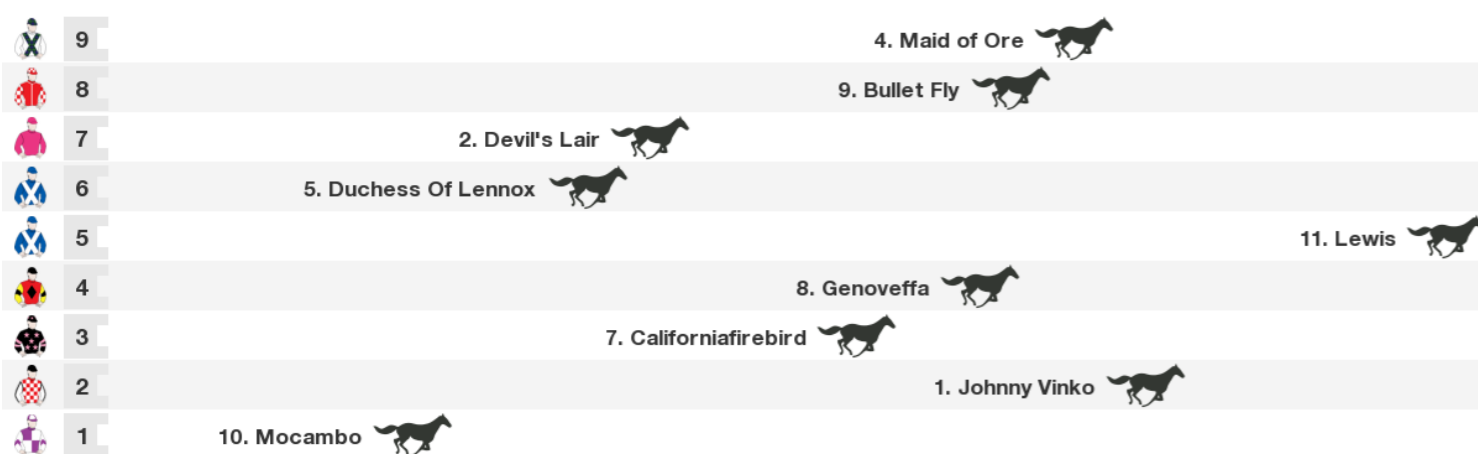 9 4. Maid of Ore
8 9. Bullet Fly
7 2. Devil's Lair
6 5. Duchess Of Lennox
5 11. Lewis
4 8. Genoveffa
3 7. Californiafirebird
2 1. Johnny Vinko
1 10. Mocambo